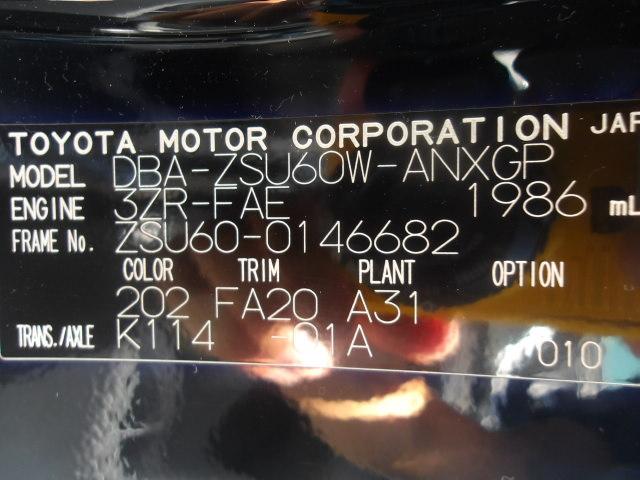 TOYOTA MOTOR CORPORATION JAP
MODEL DBA-ZSU60W-ANXGP
ENGINE 3ZR-FAE 1986 mL
FRAME No. ZSU60-0146682
COLOR TRIM PLANT OPTION
202 FA20 A31
TRANS./AXLE K114 -01A 010